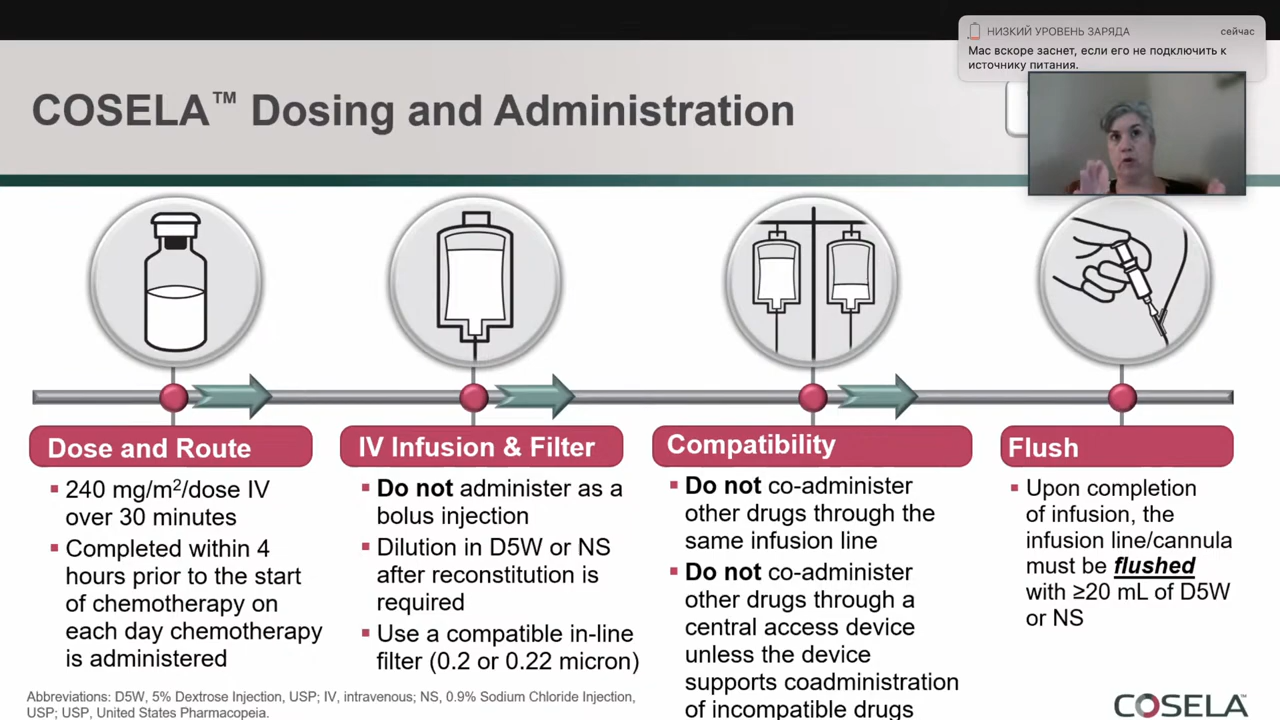 НИЗКИЙ УРОВЕНЬ ЗАРЯДА
сейчас
Mac вскоре заснет, если его не подключить к
источнику питания.
COSELA™ Dosing and Administration
Dose and Route
▪ 240 mg/m²/dose IV
over 30 minutes
▪ Completed within 4
hours prior to the start
of chemotherapy on
each day chemotherapy
is administered
IV Infusion & Filter
▪ Do not administer as a
bolus injection
▪ Dilution in D5W or NS
after reconstitution is
required
▪ Use a compatible in-line
filter (0.2 or 0.22 micron)
Compatibility
▪ Do not co-administer
other drugs through the
same infusion line
▪ Do not co-administer
other drugs through a
central access device
unless the device
supports coadministration
of incompatible drugs
Flush
▪ Upon completion
of infusion, the
infusion line/cannula
must be flushed
with ≥20 mL of D5W
or NS
Abbreviations: D5W, 5% Dextrose Injection, USP; IV, intravenous; NS, 0.9% Sodium Chloride Injection,
USP; USP, United States Pharmacopeia.
COSELA™